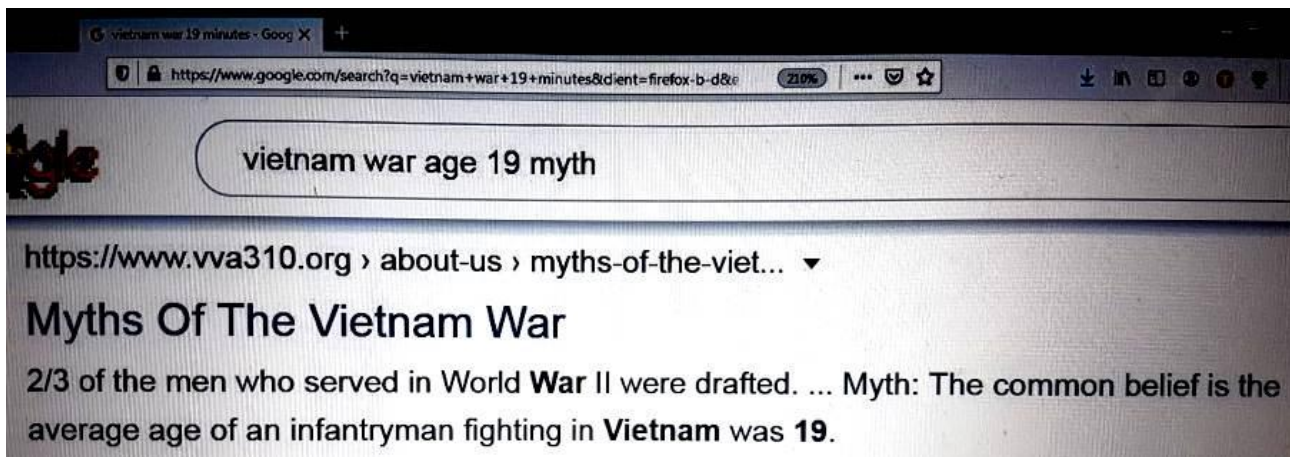 vietnam war 19 minutes - Goog
https://www.google.com/search?q=vietnam+war+19+minutes&client=firefox-b-d&e 210%
gle vietnam war age 19 myth
https://www.vva310.org › about-us › myths-of-the-viet...
Myths Of The Vietnam War
2/3 of the men who served in World War II were drafted. ... Myth: The common belief is the
average age of an infantryman fighting in Vietnam was 19.